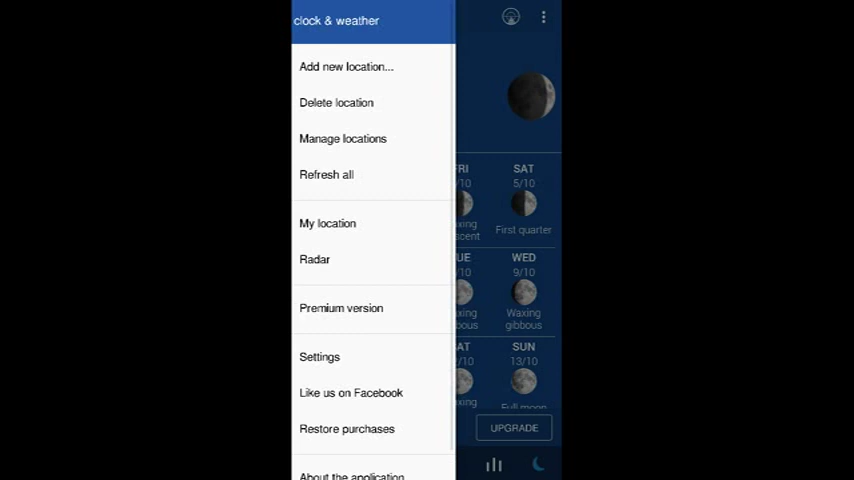 clock & weather
Add new location...
Delete location
Manage locations
Refresh all
My location
Radar
Premium version
Settings
Like us on Facebook
Restore purchases
About the application
SAT
5/10
First quarter
WED
9/10
Waxing
gibbous
SUN
13/10
Full moon
UPGRADE